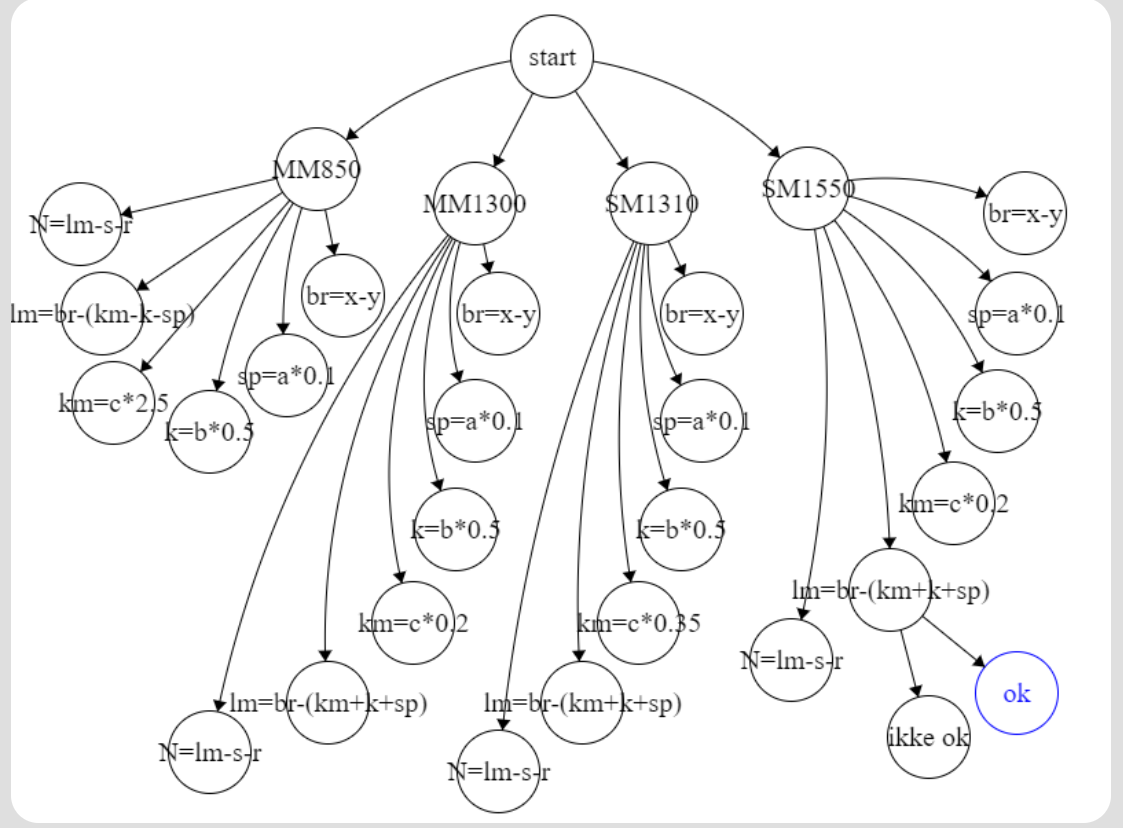 start
MM850
MM1300
SM1310
SM1550
N=lm-s-r
lm=br-(km-k-sp)
km=c*2.5
k=b*0.5
sp=a*0.1
br=x-y
br=x-y
sp=a*0.1
k=b*0.5
km=c*0.2
lm=br-(km+k+sp)
N=lm-s-r
br=x-y
sp=a*0.1
k=b*0.5
km=c*0.35
lm=br-(km+k+sp)
N=lm-s-r
br=x-y
sp=a*0.1
k=b*0.5
km=c*0.2
lm=br-(km+k+sp)
N=lm-s-r
ok
ikke ok